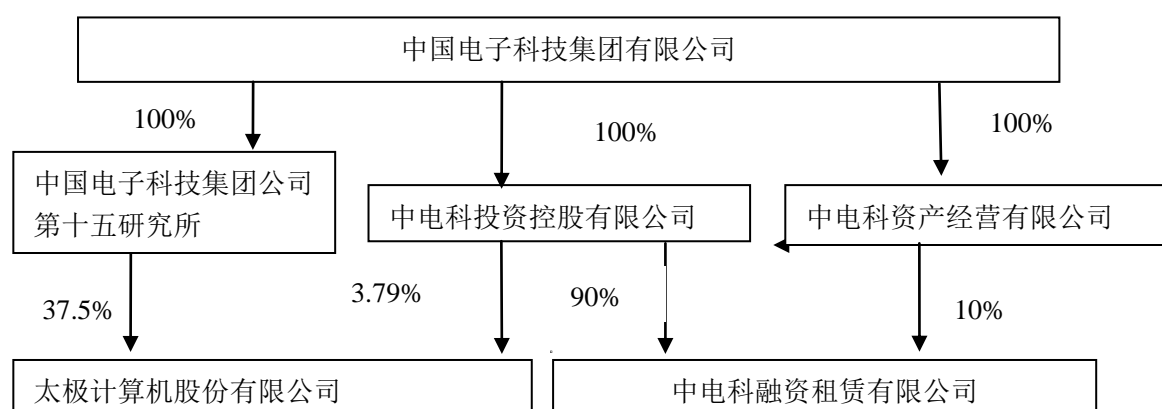 中国电子科技集团有限公司
100%
100%
100%
中国电子科技集团公司
第十五研究所
中电科投资控股有限公司
中电科资产经营有限公司
37.5%
3.79%
90%
10%
太极计算机股份有限公司
中电科融资租赁有限公司